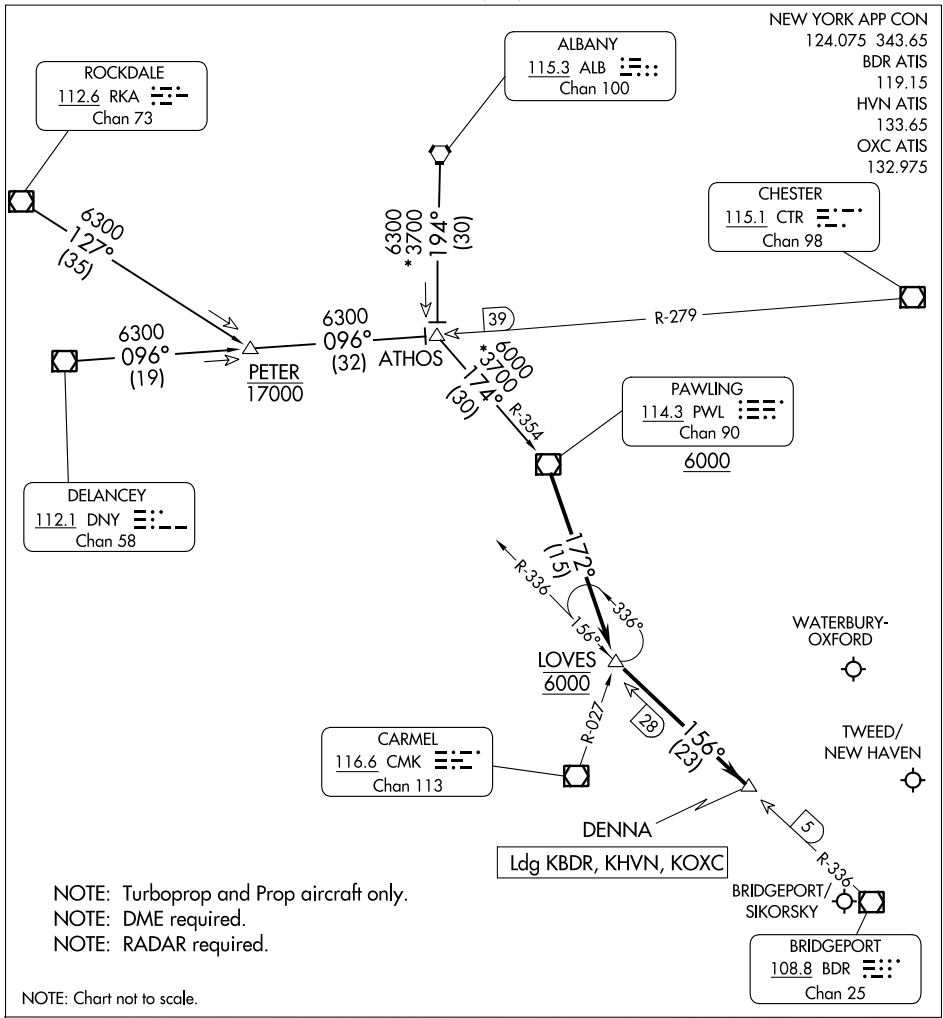 NEW YORK APP CON
124.075 343.65
BDR ATIS
119.15
HVN ATIS
133.65
OXC ATIS
132.975
ALBANY
115.3 ALB
Chan 100
ROCKDALE
112.6 RKA
Chan 73
CHESTER
115.1 CTR
Chan 98
6300
127°
(35)
6300
*3700
194°
(30)
39
R-279
6300
096°
(19)
PETER
17000
6300
096°
(32)
ATHOS
6000
*3700
174°
(30)
R-354
PAWLING
114.3 PWL
Chan 90
6000
DELANCEY
112.1 DNY
Chan 58
172°
(15)
R-336
156°
336°
LOVES
6000
WATERBURY-
OXFORD
R-027
28
156°
(23)
CARMEL
116.6 CMK
Chan 113
TWEED/
NEW HAVEN
DENNA
Ldg KBDR, KHVN, KOXC
5
R-336
BRIDGEPORT/
SIKORSKY
BRIDGEPORT
108.8 BDR
Chan 25
NOTE: Turboprop and Prop aircraft only.
NOTE: DME required.
NOTE: RADAR required.
NOTE: Chart not to scale.